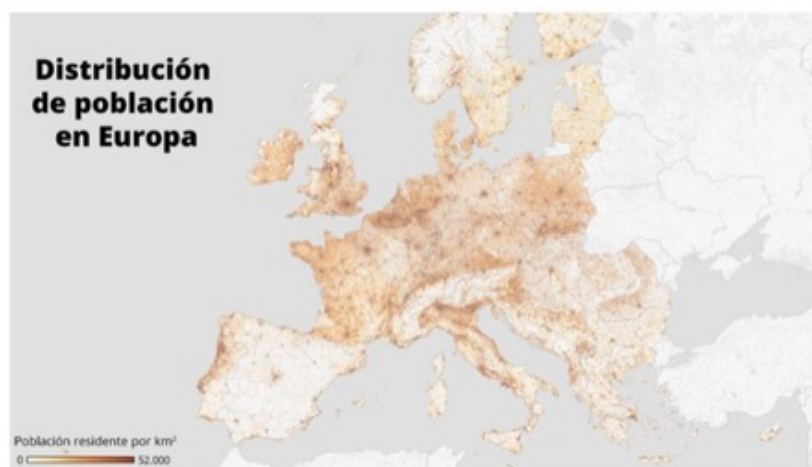 Distribución
de población
en Europa
Población residente por km²
0 52.000